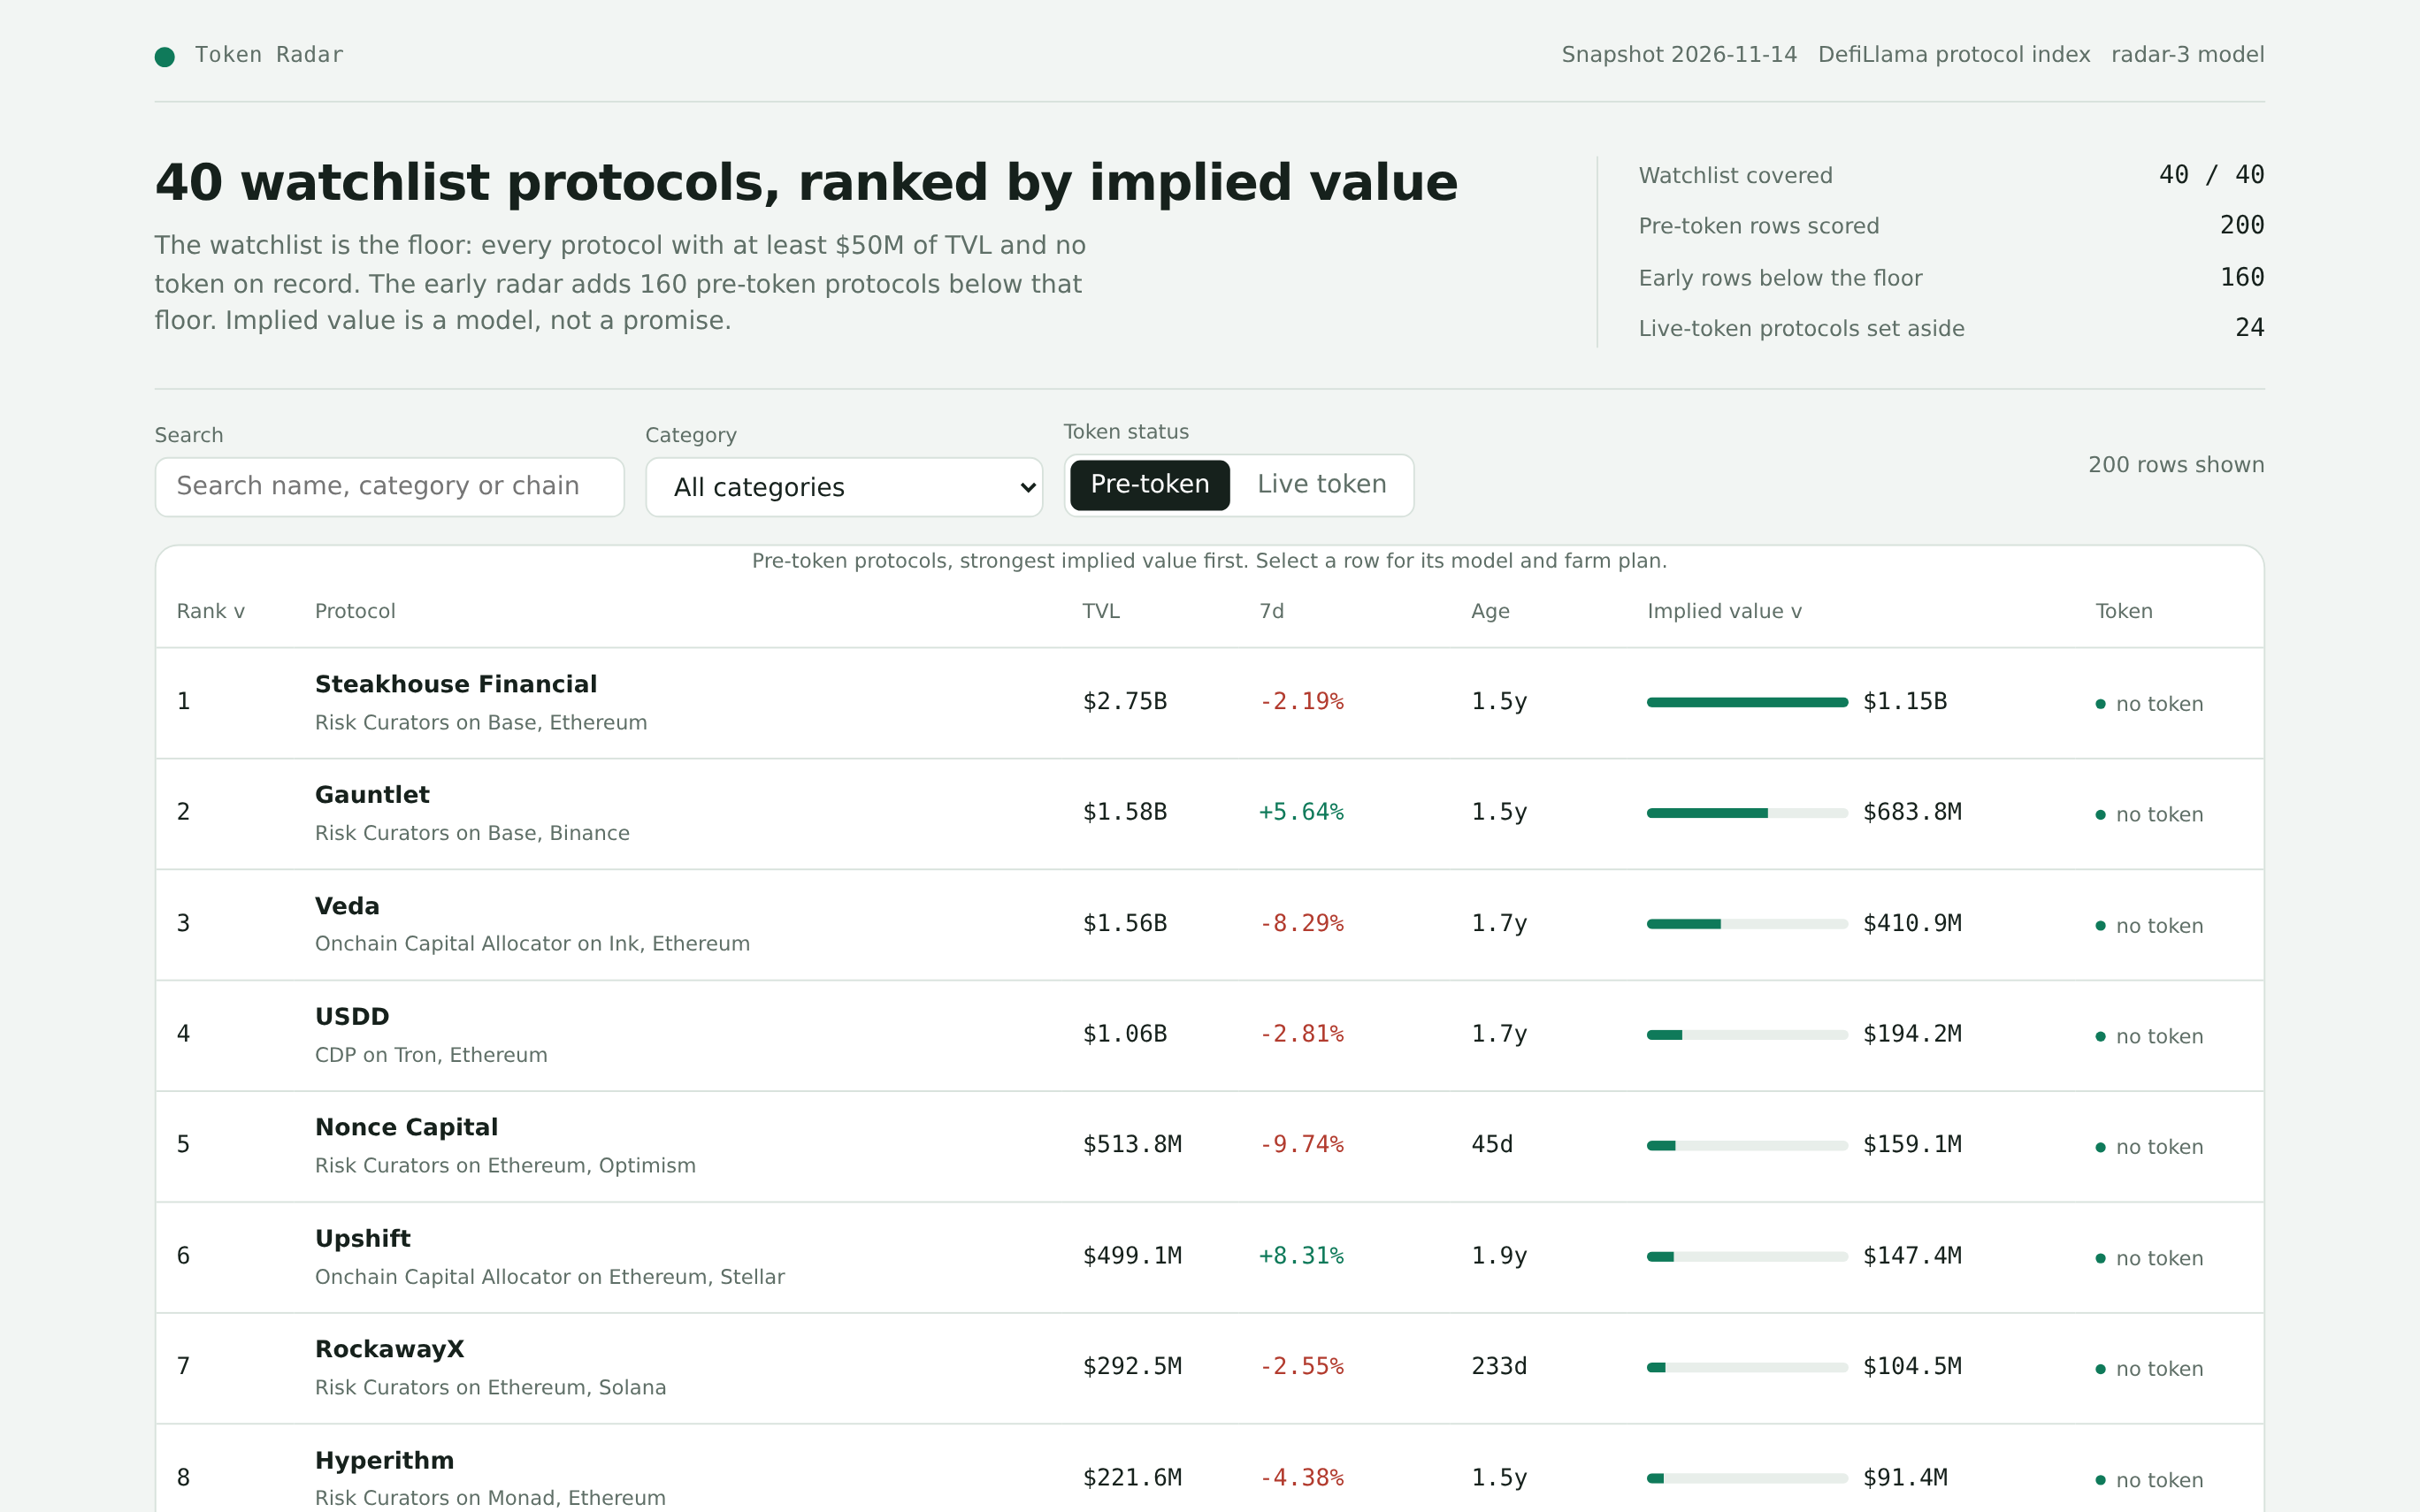 Token Radar
Snapshot 2026-11-14 DefiLlama protocol index radar-3 model
40 watchlist protocols, ranked by implied value
The watchlist is the floor: every protocol with at least $50M of TVL and no
token on record. The early radar adds 160 pre-token protocols below that
floor. Implied value is a model, not a promise.
Watchlist covered 40 / 40
Pre-token rows scored 200
Early rows below the floor 160
Live-token protocols set aside 24
Search Category Token status
Search name, category or chain All categories Pre-token Live token
200 rows shown
Pre-token protocols, strongest implied value first. Select a row for its model and farm plan.
Rank v Protocol TVL 7d Age Implied value v Token
1 Steakhouse Financial $2.75B -2.19% 1.5y $1.15B no token
Risk Curators on Base, Ethereum
2 Gauntlet $1.58B +5.64% 1.5y $683.8M no token
Risk Curators on Base, Binance
3 Veda $1.56B -8.29% 1.7y $410.9M no token
Onchain Capital Allocator on Ink, Ethereum
4 USDD $1.06B -2.81% 1.7y $194.2M no token
CDP on Tron, Ethereum
5 Nonce Capital $513.8M -9.74% 45d $159.1M no token
Risk Curators on Ethereum, Optimism
6 Upshift $499.1M +8.31% 1.9y $147.4M no token
Onchain Capital Allocator on Ethereum, Stellar
7 RockawayX $292.5M -2.55% 233d $104.5M no token
Risk Curators on Ethereum, Solana
8 Hyperithm $221.6M -4.38% 1.5y $91.4M no token
Risk Curators on Monad, Ethereum